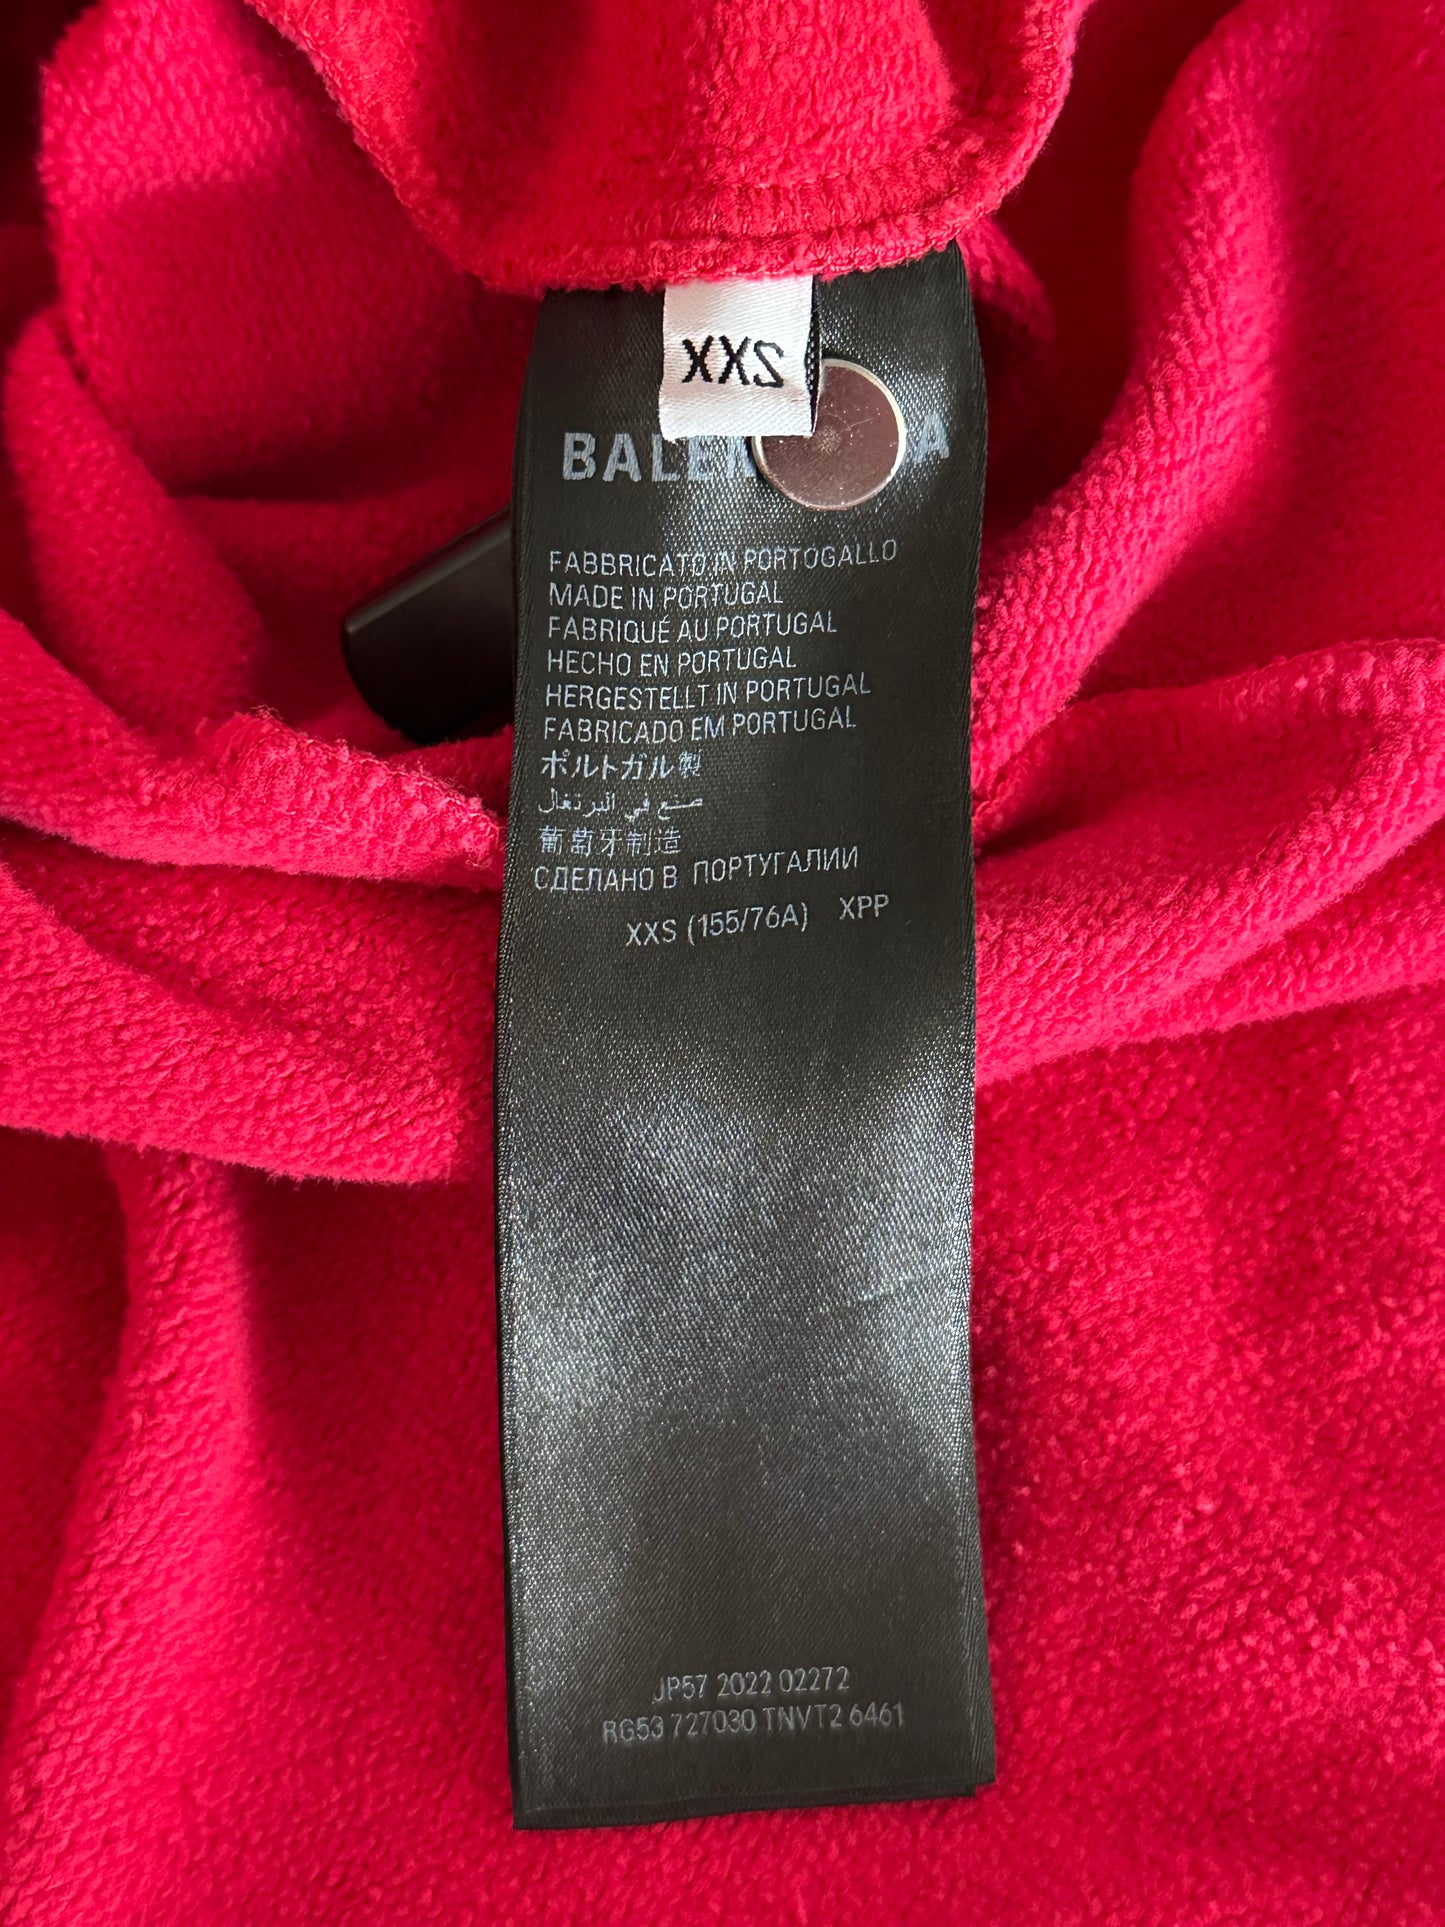 XXS
FABBRICATO IN PORTOGALLO
MADE IN PORTUGAL
FABRIQUÉ AU PORTUGAL
HECHO EN PORTUGAL
HERGESTELLT IN PORTUGAL
FABRICADO EM PORTUGAL
ポルトガル製
صنع في البرتغال
葡萄牙制造
СДЕЛАНО В ПОРТУГАЛИИ
XXS (155/76A) XPP
JP57 2022 02272
RG53 727030 TNVT2 6461